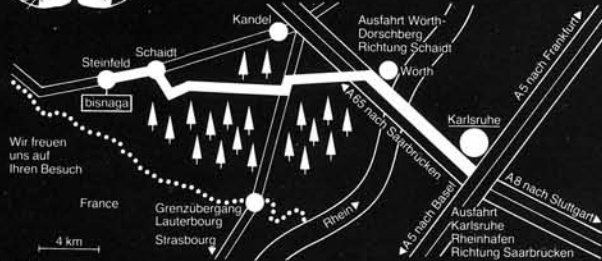 Kandel
Ausfahrt Wörth-
Dorschberg
Richtung Schaidt
Schaidt
Steinfeld
bisnaga
Wörth
A5 nach Frankfurt
A65 nach Saarbrücken
Karlsruhe
Wir freuen
uns auf
Ihren Besuch
France
4 km
Grenzübergang
Lauterbourg
Strasbourg
Rhein
A5 nach Basel
A8 nach Stuttgart
Ausfahrt
Karlsruhe
Rheinhafen
Richtung Saarbrücken